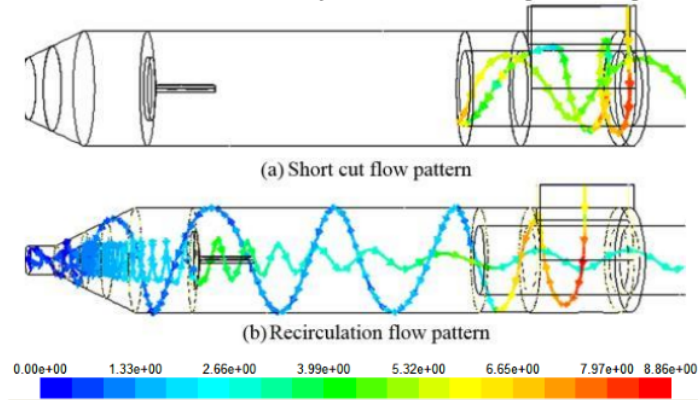 (a) Short cut flow pattern
(b) Recirculation flow pattern
0.00e+00 1.33e+00 2.66e+00 3.99e+00 5.32e+00 6.65e+00 7.97e+00 8.86e+00